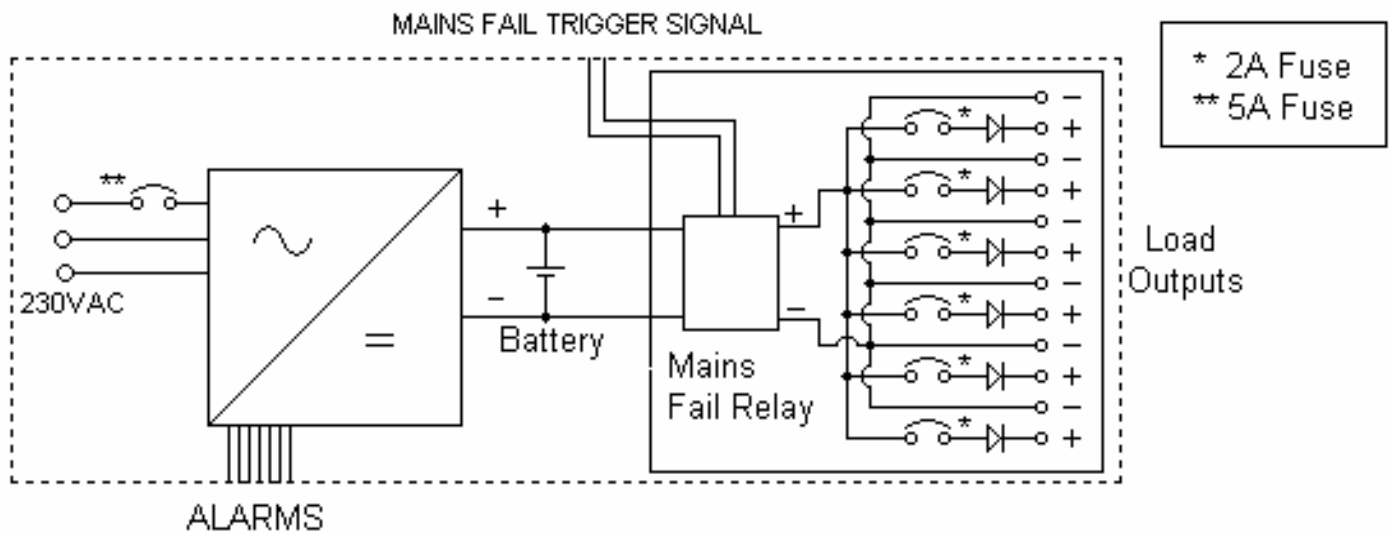 MAINS FAIL TRIGGER SIGNAL
* 2A Fuse
** 5A Fuse
**
230VAC
+
−
=
Battery
Mains
Fail Relay
+
−
−
* +
−
* +
−
* +
−
* +
−
* +
−
* +
Load
Outputs
ALARMS